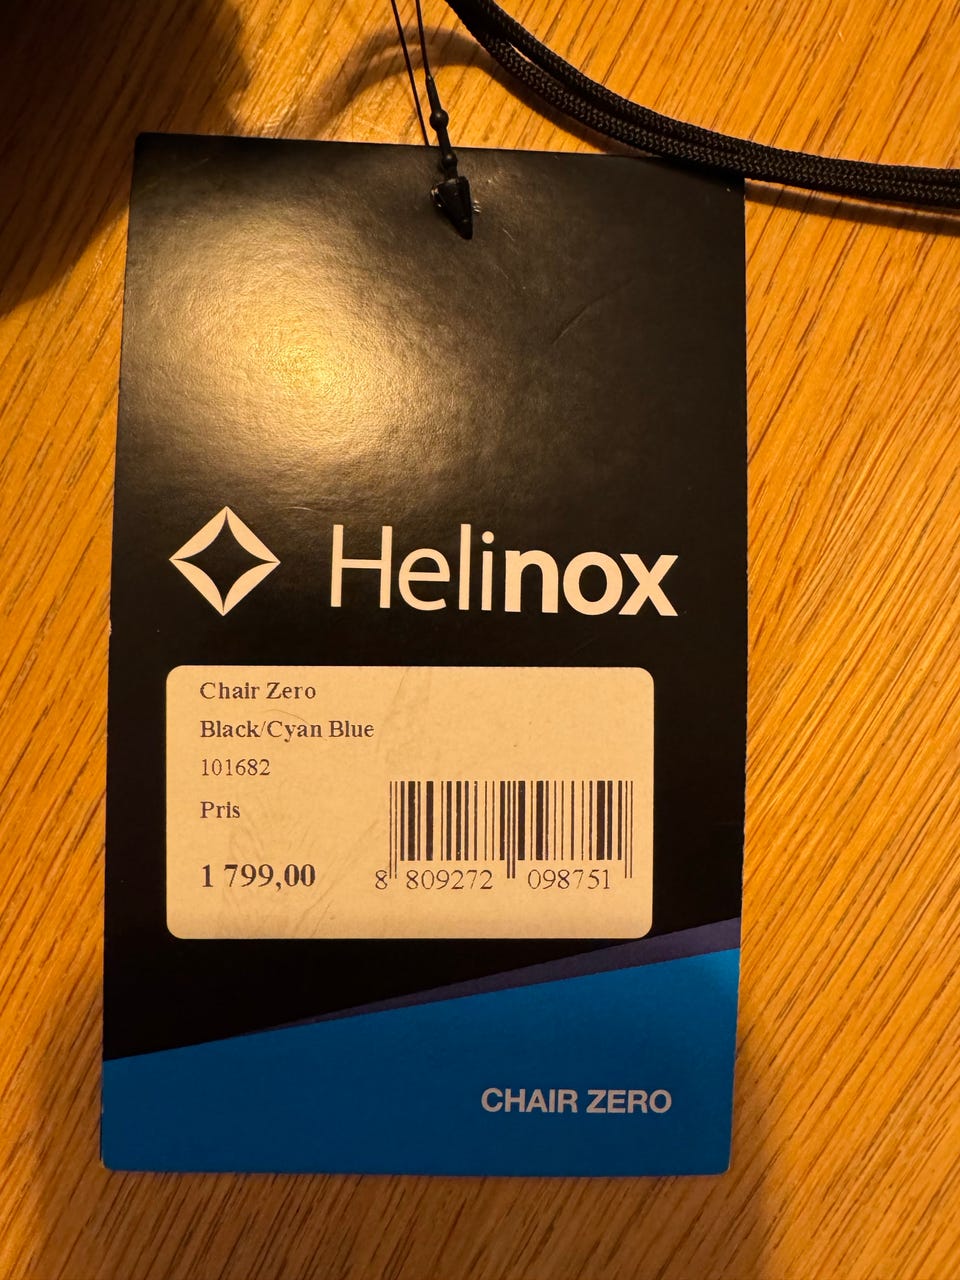 Helinox
Chair Zero
Black/Cyan Blue
101682
Pris
1 799,00
8 809272 098751
CHAIR ZERO